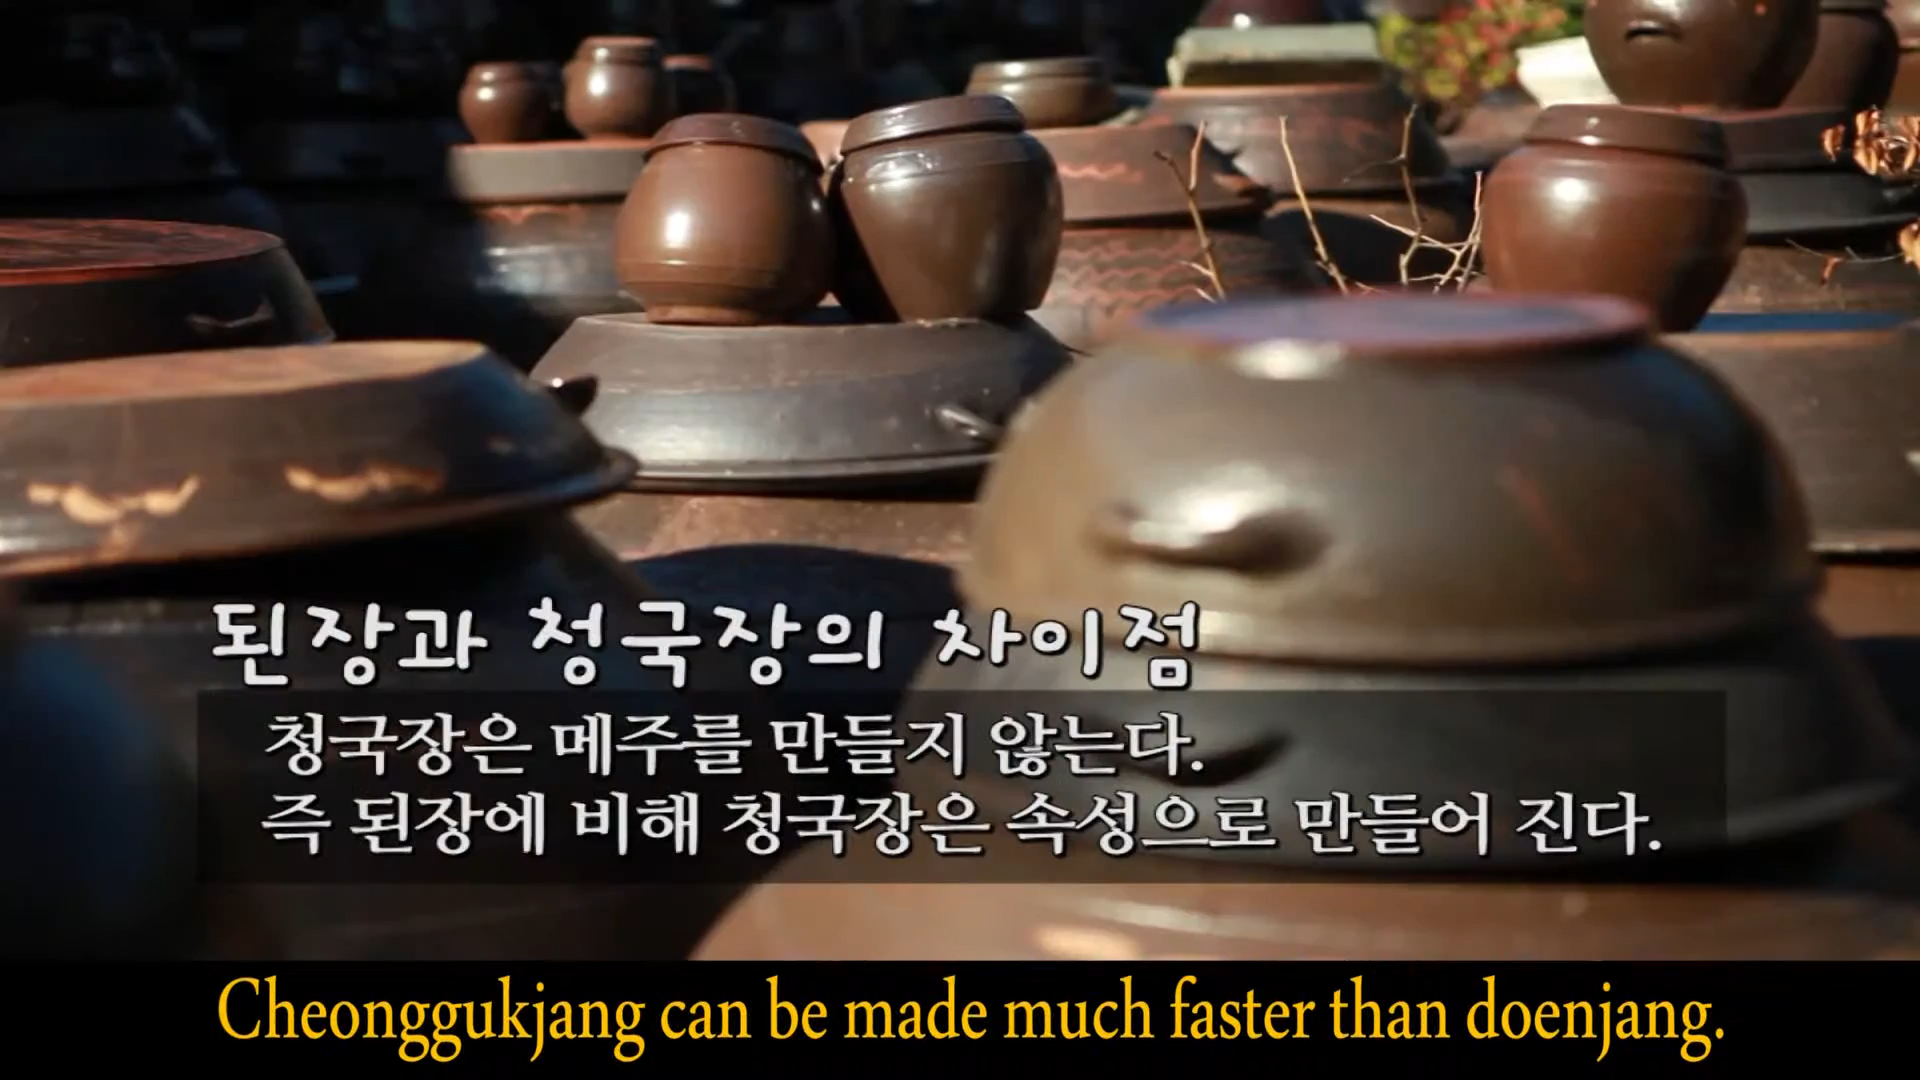 된장과 청국장의 차이점
청국장은 메주를 만들지 않는다.
즉 된장에 비해 청국장은 속성으로 만들어 진다.
Cheonggukjang can be made much faster than doenjang.